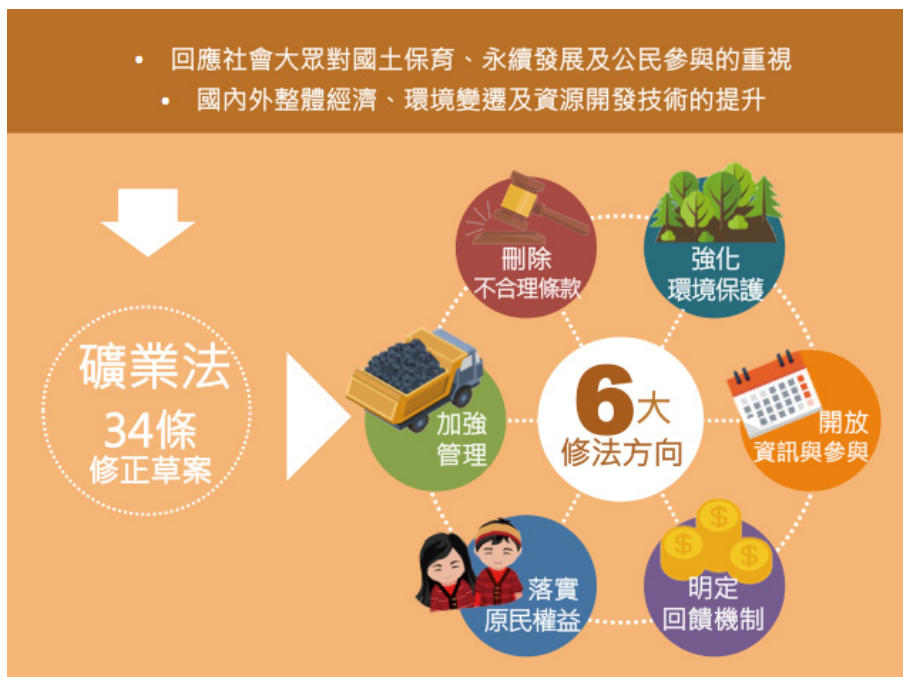 • 回應社會大眾對國土保育、永續發展及公民參與的重視
• 國內外整體經濟、環境變遷及資源開發技術的提升
礦業法
34條
修正草案
6大
修法方向
刪除
不合理條款
強化
環境保護
開放
資訊與參與
明定
回饋機制
落實
原民權益
加強
管理